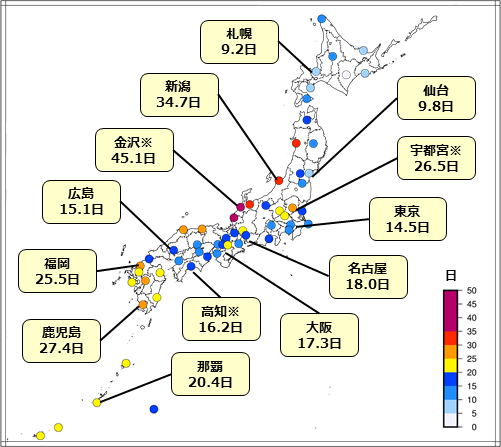 札幌
9.2日
新潟
34.7日
仙台
9.8日
金沢※
45.1日
宇都宮※
26.5日
広島
15.1日
東京
14.5日
福岡
25.5日
名古屋
18.0日
高知※
16.2日
大阪
17.3日
鹿児島
27.4日
那覇
20.4日
日
50
45
40
35
30
25
20
15
10
5
0